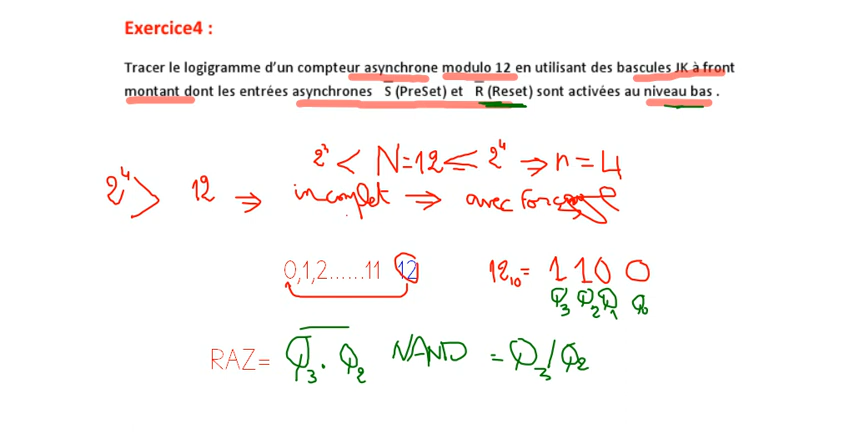 Exercice4 :
Tracer le logigramme d'un compteur asynchrone modulo 12 en utilisant des bascules JK à front
montant dont les entrées asynchrones S̅ (PreSet) et R̅ (Reset) sont activées au niveau bas .
2³ < N=12 ≤ 2⁴ ⇒ n = 4
2⁴ > 12 ⇒ incomplet ⇒ avec Forçage
0,1,2......11 12 12₁₀ = 1 1 0 0
Q₃ Q₂ Q₁ Q₀
RAZ= Q̅₃̅.̅Q̅₂̅ NAND = Q₃/Q₂